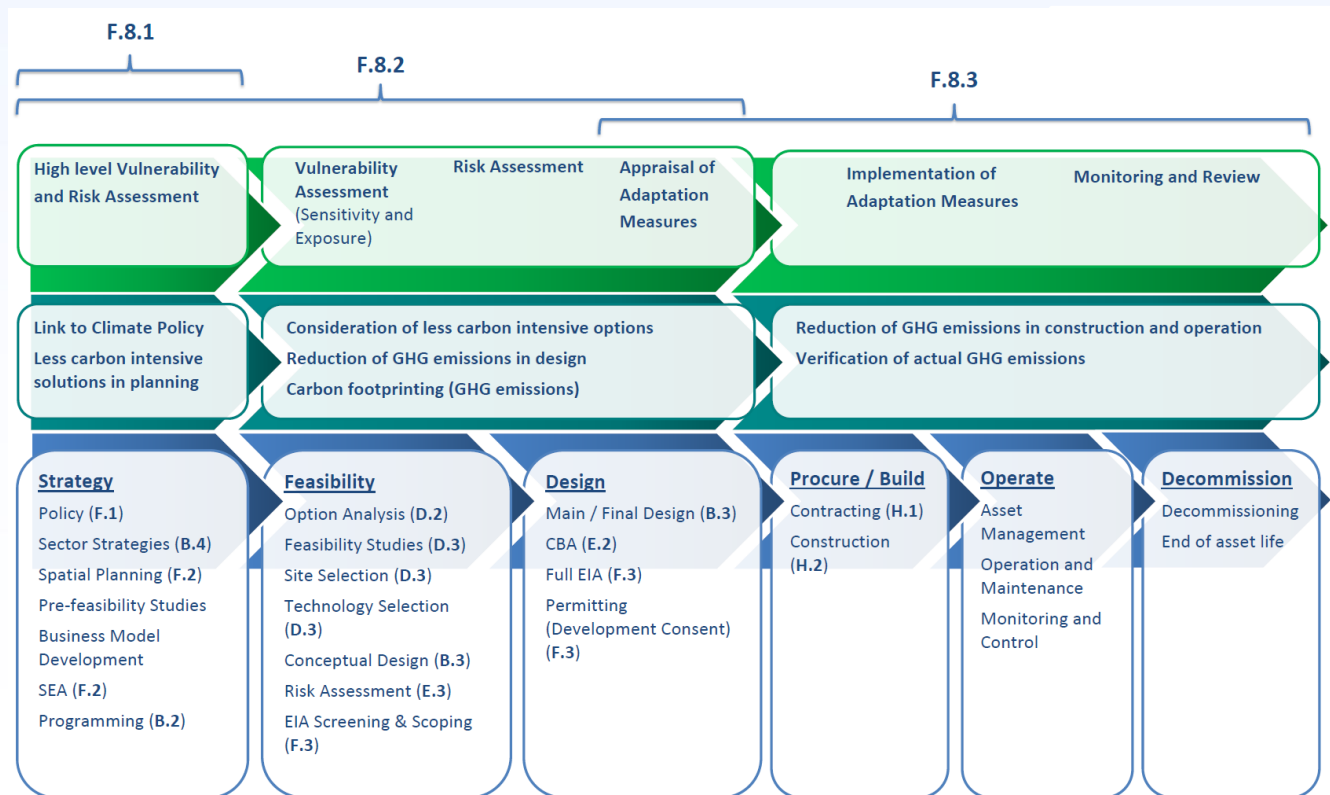 F.8.1
F.8.2
F.8.3
High level Vulnerability
and Risk Assessment
Vulnerability
Assessment
(Sensitivity and
Exposure)
Risk Assessment
Appraisal of
Adaptation
Measures
Implementation of
Adaptation Measures
Monitoring and Review
Link to Climate Policy
Less carbon intensive
solutions in planning
Consideration of less carbon intensive options
Reduction of GHG emissions in design
Carbon footprinting (GHG emissions)
Reduction of GHG emissions in construction and operation
Verification of actual GHG emissions
Strategy
Policy (F.1)
Sector Strategies (B.4)
Spatial Planning (F.2)
Pre-feasibility Studies
Business Model
Development
SEA (F.2)
Programming (B.2)
Feasibility
Option Analysis (D.2)
Feasibility Studies (D.3)
Site Selection (D.3)
Technology Selection
(D.3)
Conceptual Design (B.3)
Risk Assessment (E.3)
EIA Screening & Scoping
(F.3)
Design
Main / Final Design (B.3)
CBA (E.2)
Full EIA (F.3)
Permitting
(Development Consent)
(F.3)
Procure / Build
Contracting (H.1)
Construction
(H.2)
Operate
Asset
Management
Operation and
Maintenance
Monitoring and
Control
Decommission
Decommissioning
End of asset life